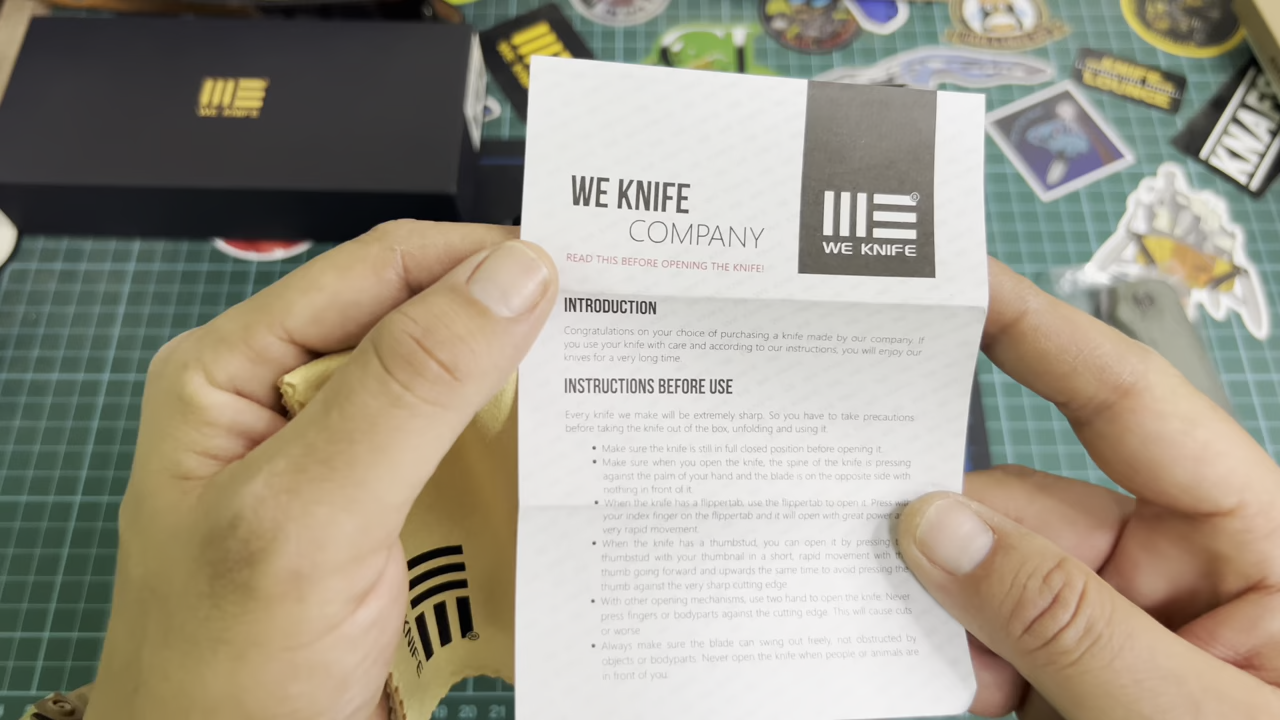 WE KNIFE
WE KNIFE
COMPANY
READ THIS BEFORE OPENING THE KNIFE!
WE KNIFE
INTRODUCTION
Congratulations on your choice of purchasing a knife made by our company. If
you use your knife with care and according to our instructions, you will enjoy our
knives for a very long time.
INSTRUCTIONS BEFORE USE
Every knife we make will be extremely sharp. So you have to take precautions
before taking the knife out of the box, unfolding and using it.
• Make sure the knife is still in full closed position before opening it.
• Make sure when you open the knife, the spine of the knife is pressing
against the palm of your hand and the blade is on the opposite side with
nothing in front of it.
• When the knife has a flippertab, use the flippertab to open it. Press with
your index finger on the flippertab and it will open with great power
very rapid movement.
• When the knife has a thumbstud, you can open it by pressing
thumbstud with your thumbnail in a short, rapid movement with
thumb going forward and upwards the same time to avoid pressing the
thumb against the very sharp cutting edge.
• With other opening mechanisms, use two hand to open the knife. Never
press fingers or bodyparts against the cutting edge. This will cause cuts
or worse.
• Always make sure the blade can swing out freely, not obstructed by
objects or bodyparts. Never open the knife when people or animals are
in front of you.
KNIFE
KNAFS
20 21